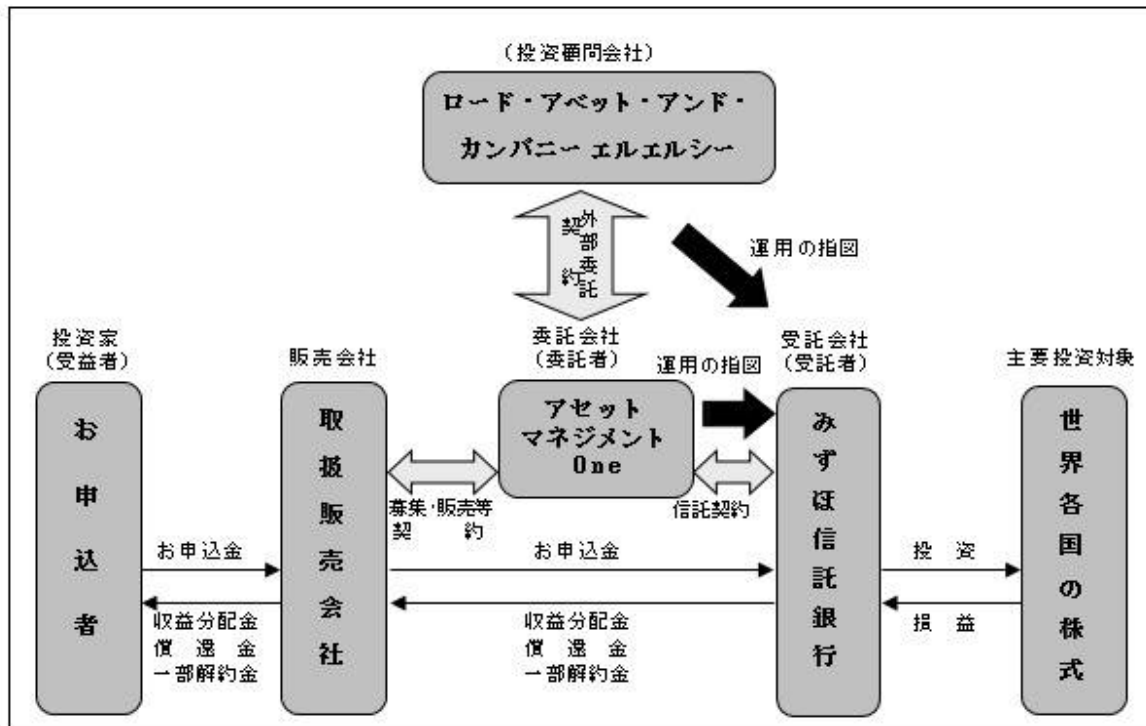 （投資顧問会社）
ロード・アベット・アンド・
カンパニー エルエルシー
外部委託
契約
運用の指図
投資家
（受益者）
販売会社
委託会社
（委託者）
運用の指図
受託会社
（受託者）
主要投資対象
お申込者
取扱販売会社
アセット
マネジメント
One
みずほ信託銀行
世界各国の株式
募集・販売等
契約
信託契約
お申込金
お申込金
投資
収益分配金
償還金
一部解約金
収益分配金
償還金
一部解約金
損益